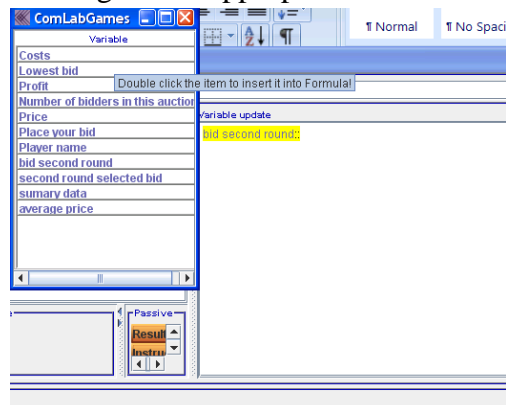 ComLabGames
¶ Normal
¶ No Spaci
Variable
Costs
Lowest bid
Profit
Double click the item to insert it into Formula!
Number of bidders in this auction
Price
Place your bid
Player name
bid second round
second round selected bid
sumary data
average price
Variable update
bid second round::
Passive
Result
Instru